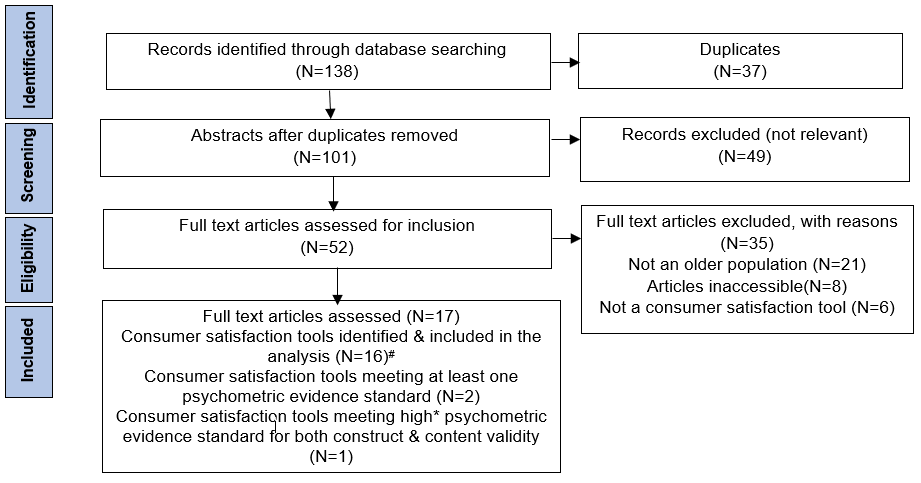 Identification
Records identified through database searching
(N=138)
Duplicates
(N=37)
Screening
Abstracts after duplicates removed
(N=101)
Records excluded (not relevant)
(N=49)
Eligibility
Full text articles assessed for inclusion
(N=52)
Full text articles excluded, with reasons
(N=35)
Not an older population (N=21)
Articles inaccessible(N=8)
Not a consumer satisfaction tool (N=6)
Included
Full text articles assessed (N=17)
Consumer satisfaction tools identified & included in the
analysis (N=16)#
Consumer satisfaction tools meeting at least one
psychometric evidence standard (N=2)
Consumer satisfaction tools meeting high* psychometric
evidence standard for both construct & content validity
(N=1)